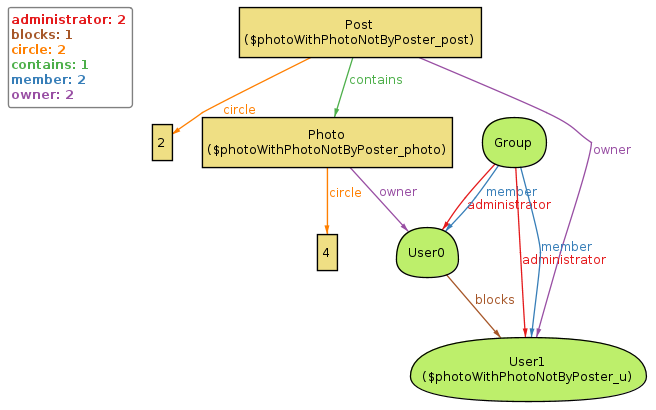 administrator: 2
blocks: 1
circle: 2
contains: 1
member: 2
owner: 2
Post
($photoWithPhotoNotByPoster_post)
contains
circle
2
Photo
($photoWithPhotoNotByPoster_photo)
Group
owner
circle
owner
member
administrator
4
User0
member
administrator
blocks
User1
($photoWithPhotoNotByPoster_u)